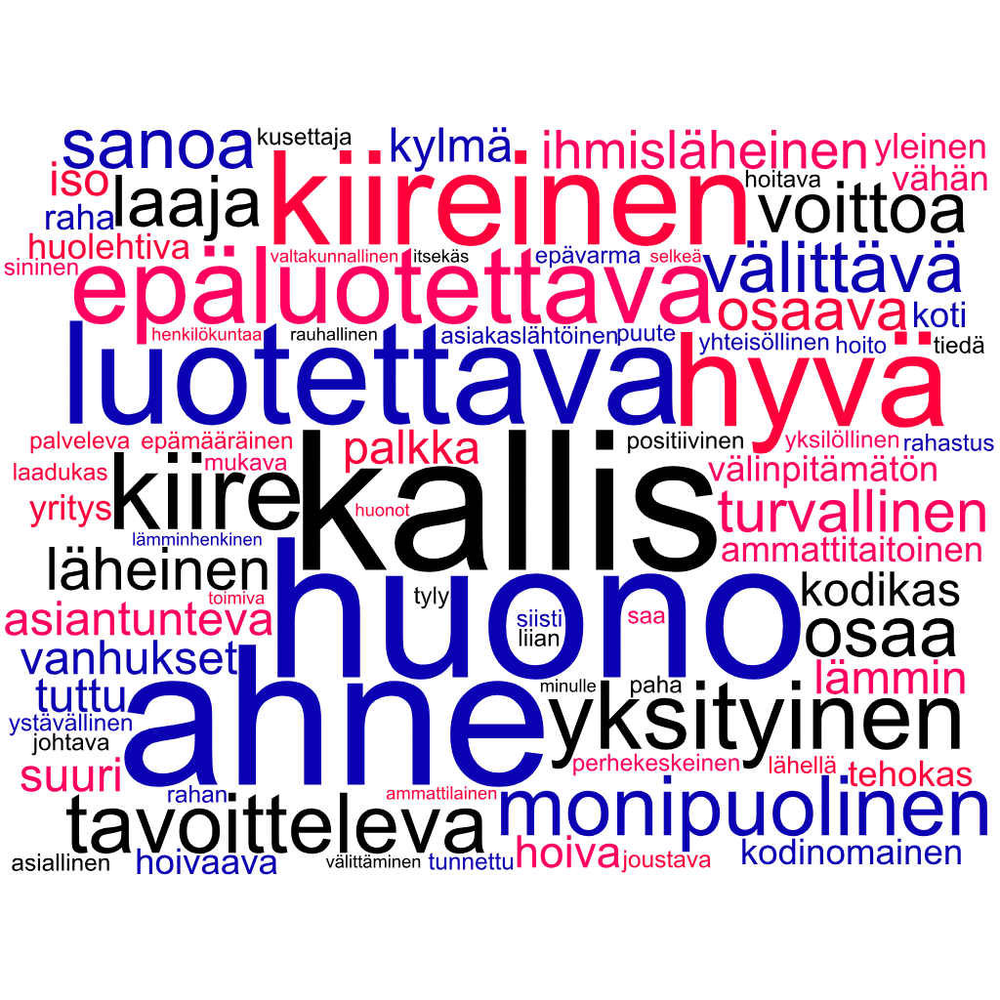 sanoa kusettaja kylmä ihmisläheinen yleinen
iso laaja kiireinen hoitava vähän
raha voittoa
huolehtiva valtakunnallinen itsekäs epävarma selkeä välittävä
sininen epäluotettava osaava koti
henkilökuntaa rauhallinen asiakaslähtöinen puute yhteisöllinen hoito tiedä
luotettava hyvä
palveleva epämääräinen palkka positiivinen yksilöllinen rahastus
laadukas mukava välinpitämätön
yritys kiire huonot kallis turvallinen
lämminhenkinen ammattitaitoinen
läheinen kodikas
toimiva tyly
asiantunteva huono siisti saa osaa
liian
vanhukset lämmin
tuttu ahne minulle paha
ystävällinen yksityinen
johtava
suuri perhekeskeinen lähellä tehokas
rahan ammattilainen
tavoitteleva monipuolinen
asiallinen hoivaava välittäminen tunnettu hoiva joustava kodinomainen